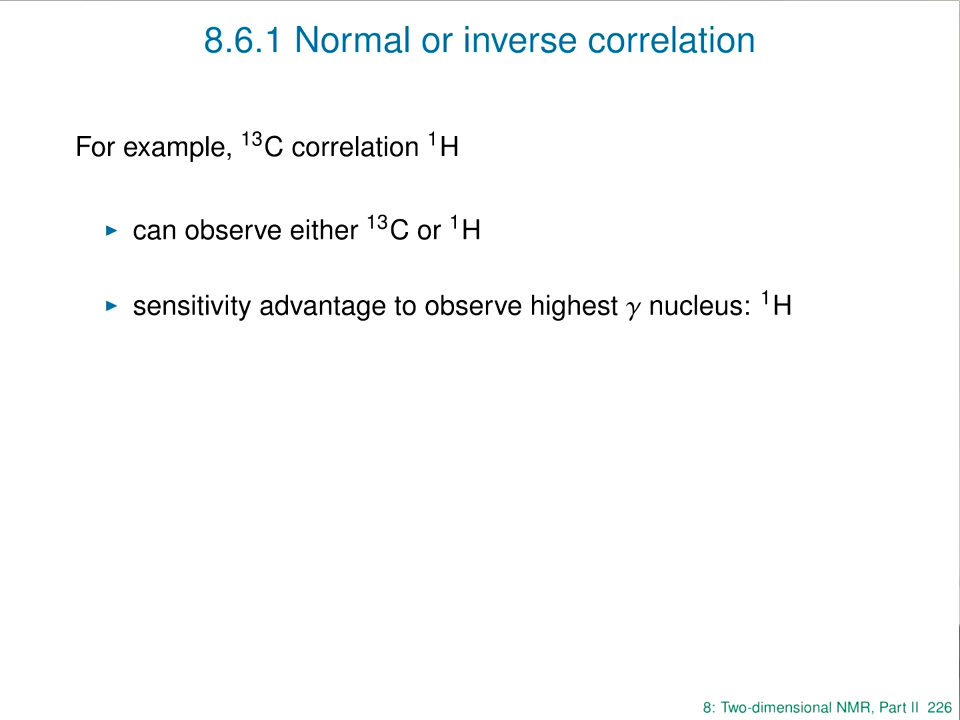 8.6.1 Normal or inverse correlation
For example, ¹³C correlation ¹H
▶ can observe either ¹³C or ¹H
▶ sensitivity advantage to observe highest γ nucleus: ¹H
8: Two-dimensional NMR, Part II 226